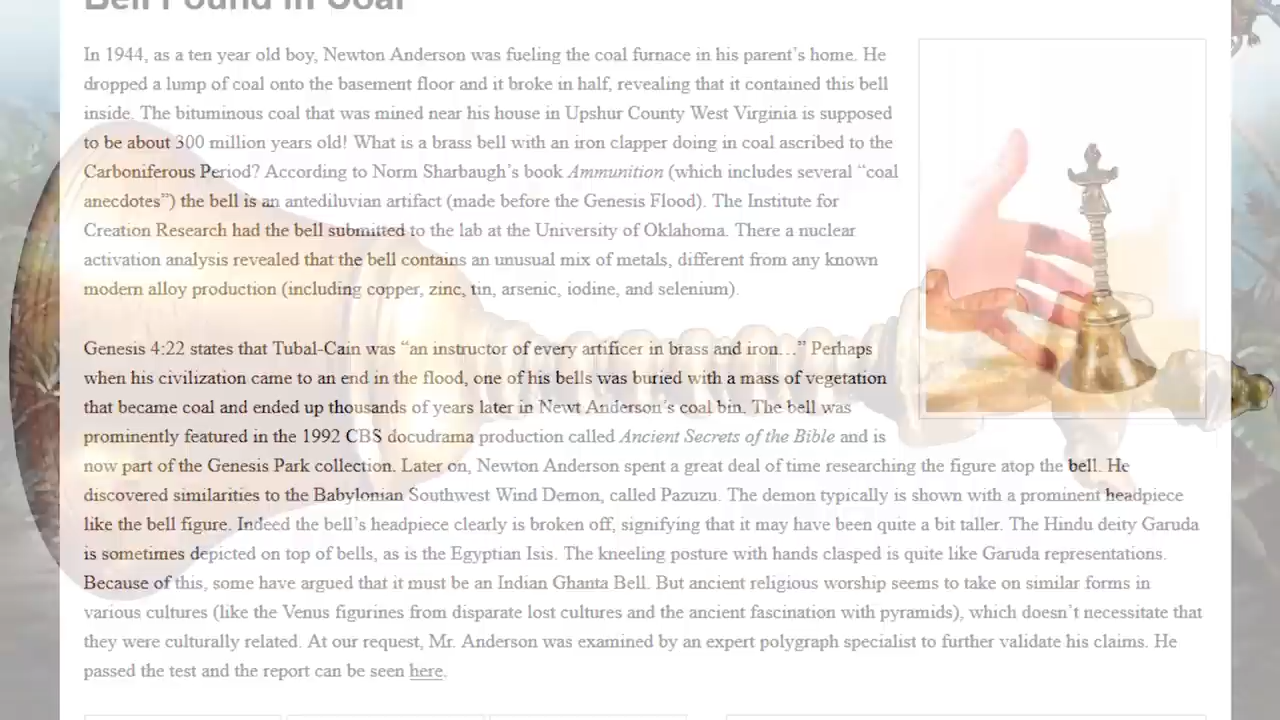 Bell Found in Coal
In 1944, as a ten year old boy, Newton Anderson was fueling the coal furnace in his parent's home. He
dropped a lump of coal onto the basement floor and it broke in half, revealing that it contained this bell
inside. The bituminous coal that was mined near his house in Upshur County West Virginia is supposed
to be about 300 million years old! What is a brass bell with an iron clapper doing in coal ascribed to the
Carboniferous Period? According to Norm Sharbaugh's book Ammunition (which includes several “coal
anecdotes”) the bell is an antediluvian artifact (made before the Genesis Flood). The Institute for
Creation Research had the bell submitted to the lab at the University of Oklahoma. There a nuclear
activation analysis revealed that the bell contains an unusual mix of metals, different from any known
modern alloy production (including copper, zinc, tin, arsenic, iodine, and selenium).
Genesis 4:22 states that Tubal-Cain was “an instructor of every artificer in brass and iron…” Perhaps
when his civilization came to an end in the flood, one of his bells was buried with a mass of vegetation
that became coal and ended up thousands of years later in Newt Anderson's coal bin. The bell was
prominently featured in the 1992 CBS docudrama production called Ancient Secrets of the Bible and is
now part of the Genesis Park collection. Later on, Newton Anderson spent a great deal of time researching the figure atop the bell. He
discovered similarities to the Babylonian Southwest Wind Demon, called Pazuzu. The demon typically is shown with a prominent headpiece
like the bell figure. Indeed the bell's headpiece clearly is broken off, signifying that it may have been quite a bit taller. The Hindu deity Garuda
is sometimes depicted on top of bells, as is the Egyptian Isis. The kneeling posture with hands clasped is quite like Garuda representations.
Because of this, some have argued that it must be an Indian Ghanta Bell. But ancient religious worship seems to take on similar forms in
various cultures (like the Venus figurines from disparate lost cultures and the ancient fascination with pyramids), which doesn't necessitate that
they were culturally related. At our request, Mr. Anderson was examined by an expert polygraph specialist to further validate his claims. He
passed the test and the report can be seen here.